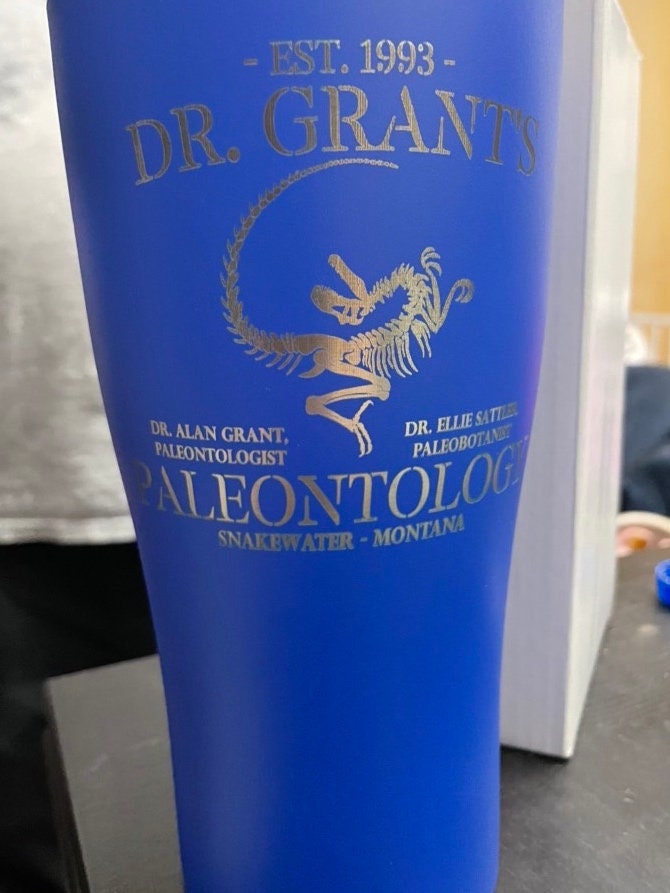 - EST. 1993 -
DR. GRANT'S
DR. ALAN GRANT,
PALEONTOLOGIST
DR. ELLIE SATTLER,
PALEOBOTANIST
PALEONTOLOGY
SNAKEWATER - MONTANA